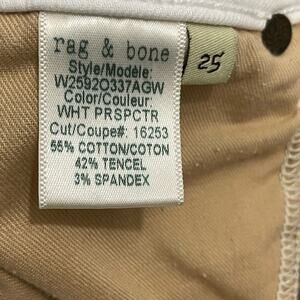 rag & bone
Style/Modèle:
W2592O337AGW
Color/Couleur:
WHT PRSPCTR
Cut/Coupe#: 16253
55% COTTON/COTON
42% TENCEL
3% SPANDEX
25